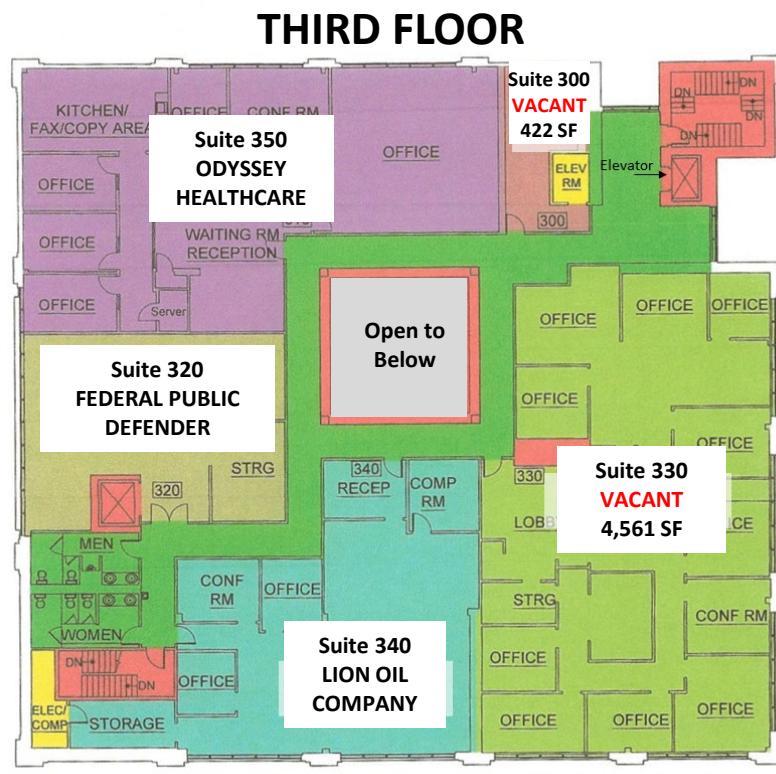 THIRD FLOOR
Suite 300
VACANT
422 SF
KITCHEN/
FAX/COPY AREA
OFFICE
CONF RM
Suite 350
ODYSSEY
HEALTHCARE
OFFICE
DN
DN
DN
DN
Elevator
ELEV
RM
300
OFFICE
OFFICE
OFFICE
WAITING RM
RECEPTION
Server
Open to
Below
OFFICE
OFFICE
OFFICE
OFFICE
OFFICE
Suite 320
FEDERAL PUBLIC
DEFENDER
STRG
320
340
RECEP
COMP
RM
330
LOBBY
Suite 330
VACANT
4,561 SF
MEN
WOMEN
CONF
RM
OFFICE
STRG
CONF RM
Suite 340
LION OIL
COMPANY
OFFICE
OFFICE
DN
DN
ELEC/
COMP
STORAGE
OFFICE
OFFICE
OFFICE